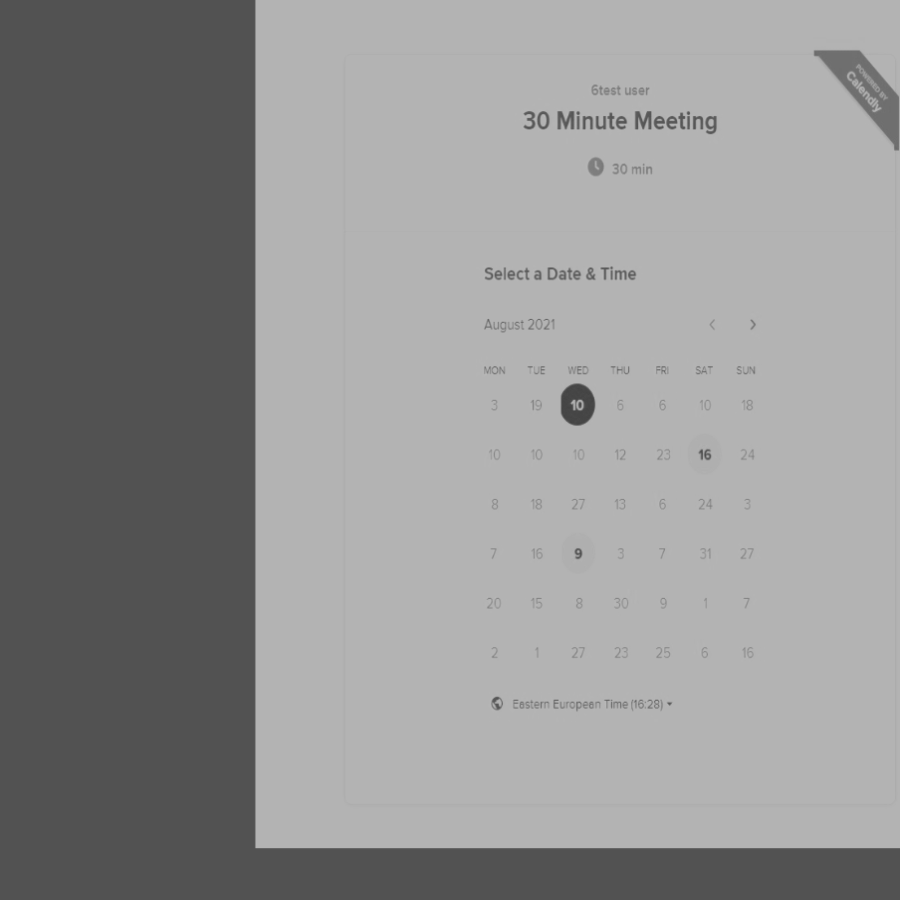 POWERED BY
Calendly
6test user
30 Minute Meeting
30 min
Select a Date & Time
August 2021
MON TUE WED THU FRI SAT SUN
3 19 10 6 6 10 18
10 10 10 12 23 16 24
8 18 27 13 6 24 3
7 16 9 3 7 31 27
20 15 8 30 9 1 7
2 1 27 23 25 6 16
Eastern European Time (16:28)